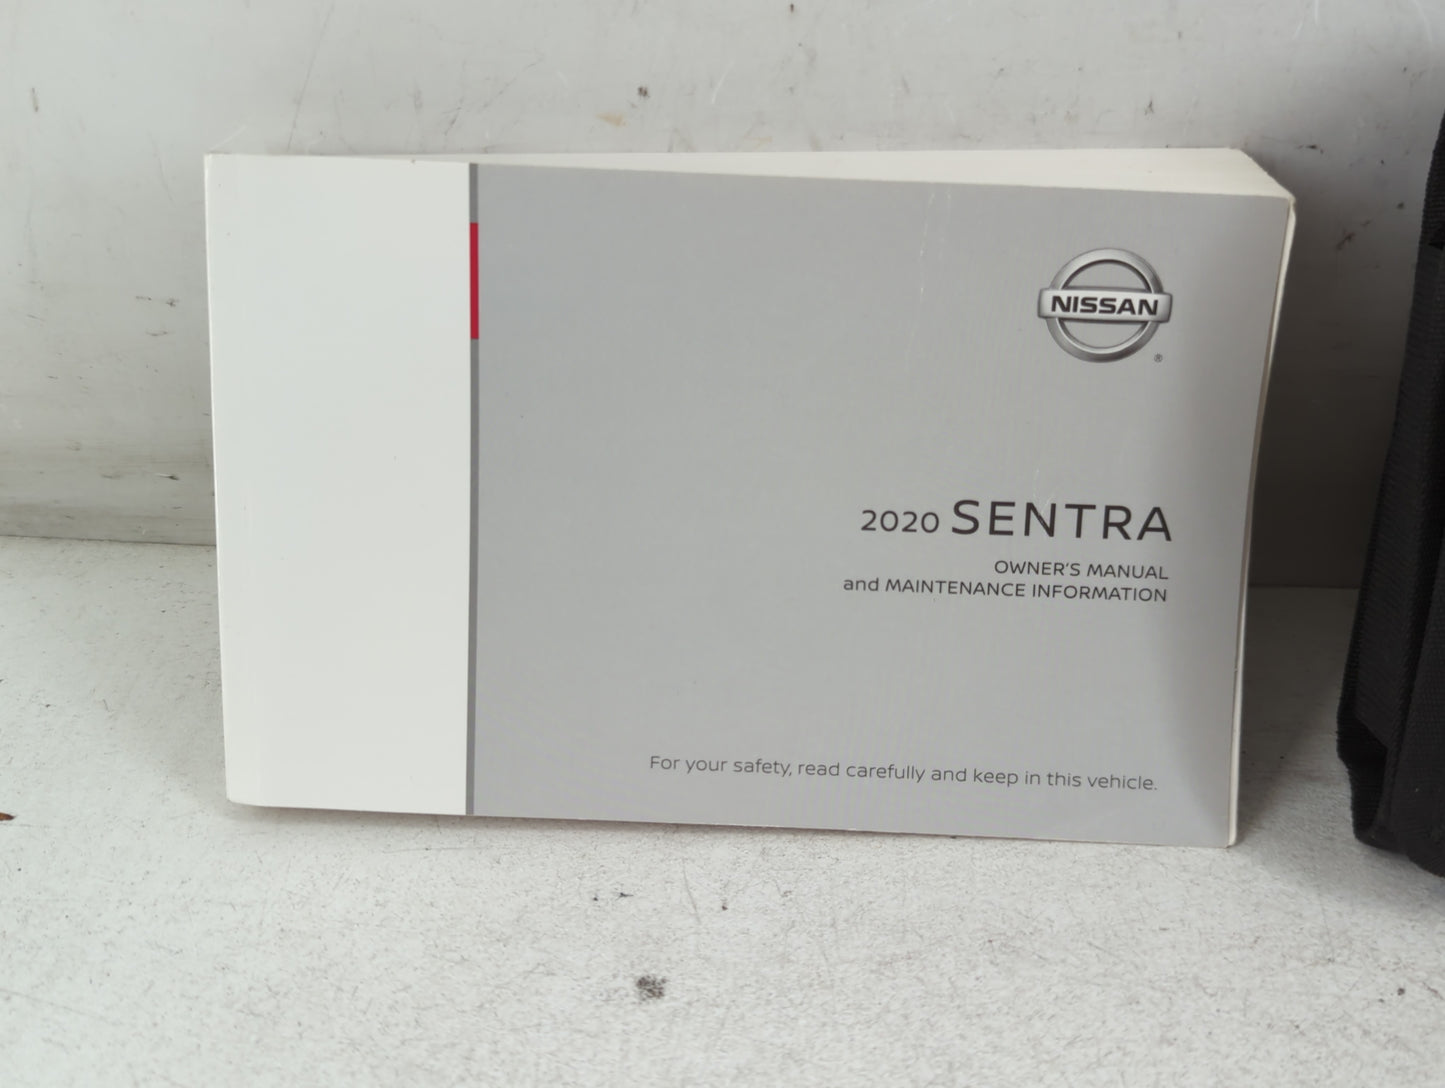 NISSAN
®
2020 SENTRA
OWNER'S MANUAL
and MAINTENANCE INFORMATION
For your safety, read carefully and keep in this vehicle.